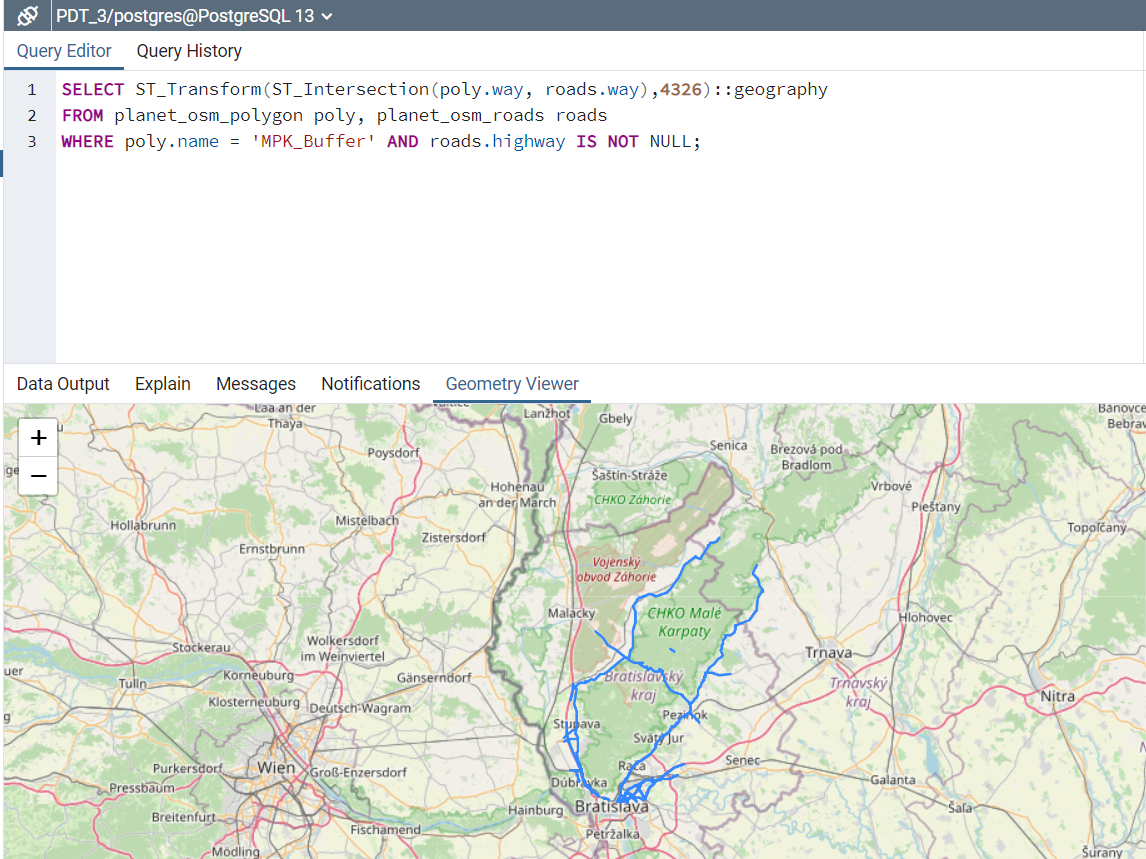 PDT_3/postgres@PostgreSQL 13
Query Editor Query History
1 SELECT ST_Transform(ST_Intersection(poly.way, roads.way),4326)::geography
2 FROM planet_osm_polygon poly, planet_osm_roads roads
3 WHERE poly.name = 'MPK_Buffer' AND roads.highway IS NOT NULL;
Data Output Explain Messages Notifications Geometry Viewer
+
−
Laa an der
Thaya
Lanžhot
Gbely
Poysdorf
Senica
Brezová pod
Bradlom
Hohenau
an der March
Šaštín-Stráže
CHKO Záhorie
Vrbové
Piešťany
Topoľčany
Hollabrunn
Mistelbach
Zistersdorf
Ernstbrunn
Vojenský
obvod Záhorie
Malacky
CHKO Malé
Karpaty
Hlohovec
Stockerau
Wolkersdorf
im Weinviertel
Trnava
Tulln
Korneuburg
Gänserndorf
Bratislavský
kraj
Trnavský
kraj
Nitra
Klosterneuburg
Deutsch-Wagram
Stupava
Pezinok
Svätý Jur
Purkersdorf
Wien
Groß-Enzersdorf
Rača
Senec
Pressbaum
Dúbravka
Galanta
Breitenfurt
Hainburg
Bratislava
Šaľa
Fischamend
Petržalka
Mödling
Šurany